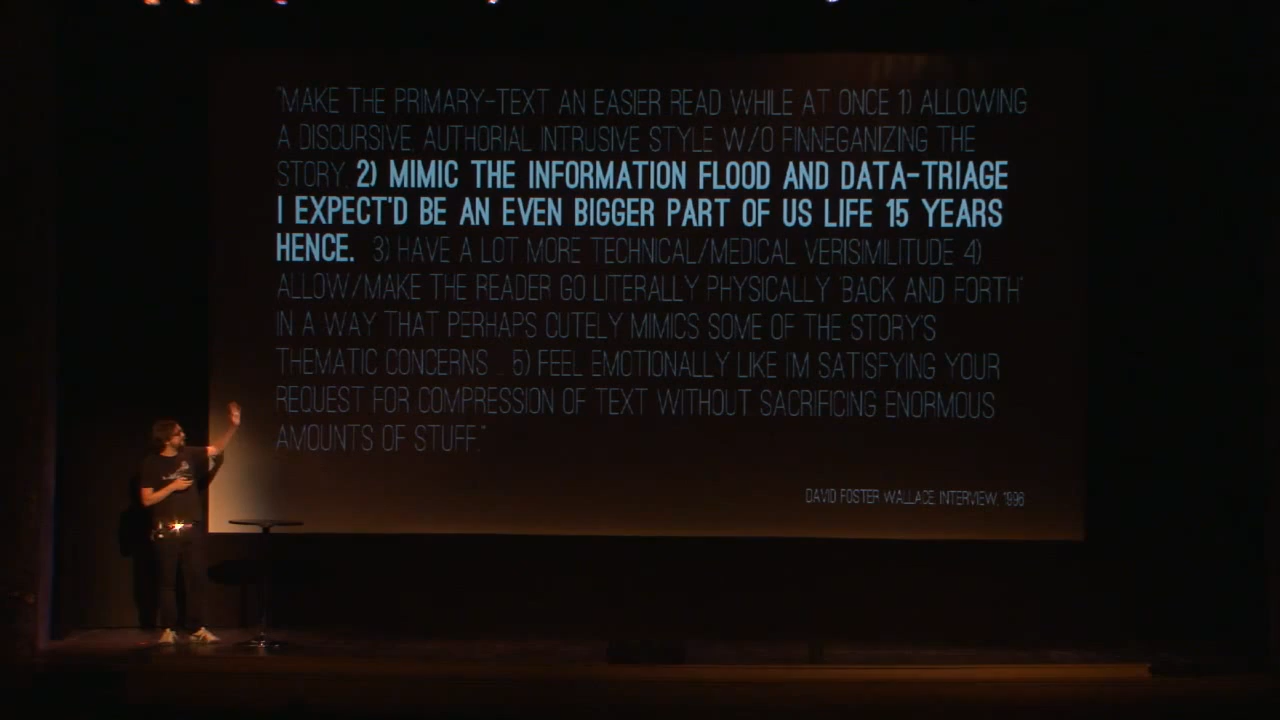 "MAKE THE PRIMARY-TEXT AN EASIER READ WHILE AT ONCE 1) ALLOWING
A DISCURSIVE AUTHORIAL INTRUSIVE STYLE W/O FINNEGANIZING THE
STORY, 2) MIMIC THE INFORMATION FLOOD AND DATA-TRIAGE
I EXPECT'D BE AN EVEN BIGGER PART OF US LIFE 15 YEARS
HENCE. 3) HAVE A LOT MORE TECHNICAL/MEDICAL VERISIMILITUDE 4)
ALLOW/MAKE THE READER GO LITERALLY PHYSICALLY 'BACK AND FORTH'
IN A WAY THAT PERHAPS CUTELY MIMICS SOME OF THE STORY'S
THEMATIC CONCERNS .. 5) FEEL EMOTIONALLY LIKE I'M SATISFYING YOUR
REQUEST FOR COMPRESSION OF TEXT WITHOUT SACRIFICING ENORMOUS
AMOUNTS OF STUFF."
DAVID FOSTER WALLACE INTERVIEW, 1996